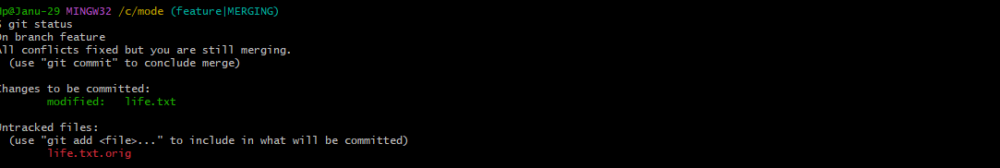 Hp@Janu-29 MINGW32 /c/mode (feature|MERGING)
$ git status
On branch feature
All conflicts fixed but you are still merging.
  (use "git commit" to conclude merge)
Changes to be committed:
        modified:   life.txt
Untracked files:
  (use "git add <file>..." to include in what will be committed)
        life.txt.orig